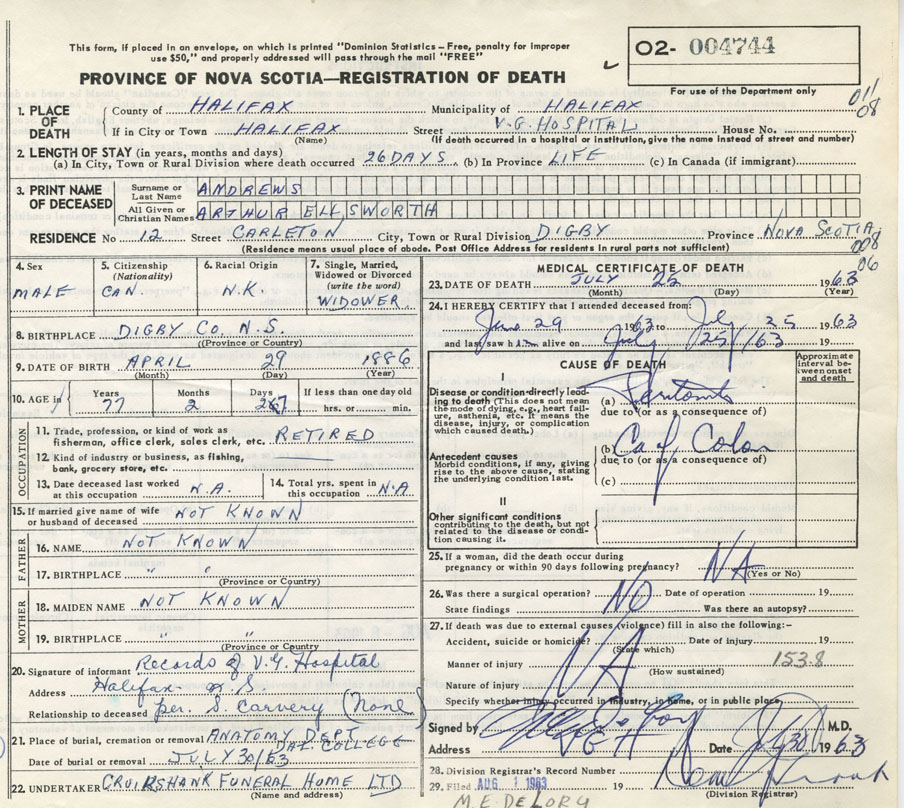 This form, if placed in an envelope, on which is printed "Dominion Statistics – Free, penalty for improper
use $50," and properly addressed will pass through the mail "FREE"
PROVINCE OF NOVA SCOTIA—REGISTRATION OF DEATH
O2- 004744
For use of the Department only
011
08
1. PLACE OF DEATH
County of HALIFAX Municipality of HALIFAX
If in City or Town HALIFAX Street V.G. HOSPITAL House No.
(Name) (If death occurred in a hospital or institution, give the name instead of street and number)
2. LENGTH OF STAY (in years, months and days)
(a) In City, Town or Rural Division where death occurred 26 DAYS (b) In Province LIFE (c) In Canada (if immigrant)
3. PRINT NAME OF DECEASED
Surname or Last Name ANDREWS
All Given or Christian Names ARTHUR ELLSWORTH
RESIDENCE No 12 Street CARLETON City, Town or Rural Division DIGBY Province NOVA SCOTIA
(Residence means usual place of abode. Post Office Address for residents in rural parts not sufficient)
008
06
4. Sex
MALE
5. Citizenship
(Nationality)
CAN.
6. Racial Origin
N.K.
7. Single, Married,
Widowed or Divorced
(write the word)
WIDOWER
8. BIRTHPLACE DIGBY CO. N.S.
(Province or Country)
9. DATE OF BIRTH APRIL 29 1886
(Month) (Day) (Year)
10. AGE in
Years Months Days If less than one day old
77 2 hrs. or min.
OCCUPATION
11. Trade, profession, or kind of work as
fisherman, office clerk, sales clerk, etc. RETIRED
12. Kind of industry or business, as fishing,
bank, grocery store, etc.
13. Date deceased last worked
at this occupation N.A.
14. Total yrs. spent in
this occupation N.A
15. If married give name of wife
or husband of deceased NOT KNOWN
FATHER
16. NAME NOT KNOWN
17. BIRTHPLACE " "
(Province or Country)
MOTHER
18. MAIDEN NAME NOT KNOWN
19. BIRTHPLACE " "
(Province or Country)
20. Signature of informant Records of V.G. Hospital
Address Halifax N.S.
Relationship to deceased per. S. Carvery (None)
21. Place of burial, cremation or removal ANATOMY DEPT
DAL COLLEGE
Date of burial or removal JULY 30/63
22. UNDERTAKER CRUIKSHANK FUNERAL HOME LTD
(Name and address)
MEDICAL CERTIFICATE OF DEATH
23. DATE OF DEATH JULY 25 1963
(Month) (Day) (Year)
24. I HEREBY CERTIFY that I attended deceased from
June 29 1963 to July 25 1963
and last saw him alive on July 25/63 19
CAUSE OF DEATH
Approximate
interval between
onset
and death
I
Disease or condition directly leading
to death (This does not mean
the mode of dying, e.g., heart failure,
asthenia, etc. It means the
disease, injury, or complication
which caused death.)
(a)
due to (or as a consequence of)
Antecedent causes
Morbid conditions, if any, giving
rise to the above cause, stating
the underlying condition last.
(b) Ca of Colon
due to (or as a consequence of)
(c)
II
Other significant conditions
contributing to the death, but not
related to the disease or condition
causing it.
25. If a woman, did the death occur during
pregnancy or within 90 days following pregnancy? NA
(Yes or No)
26. Was there a surgical operation? NO Date of operation 19
State findings Was there an autopsy?
27. If death was due to external causes (violence) fill in also the following:-
Accident, suicide or homicide? Date of injury 19
(State which)
NA
Manner of injury 153.8
(How sustained)
Nature of injury
Specify whether injury occurred in industry, in home, or in public place
Signed by M.D.
Address V G H Date July 30 1963
28. Division Registrar's Record Number
29. Filed AUG 1 1963 19
(Division Registrar)
M.E. DELORY